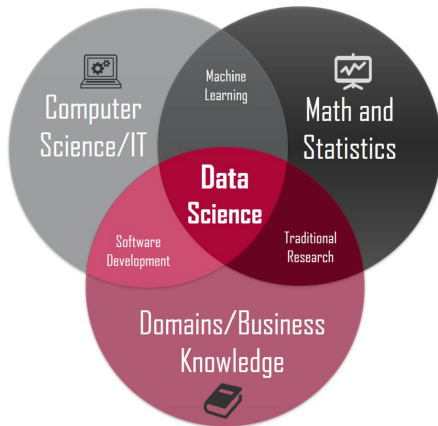 Machine
Learning
Computer
Science/IT
Math and
Statistics
Data
Science
Software
Development
Traditional
Research
Domains/Business
Knowledge